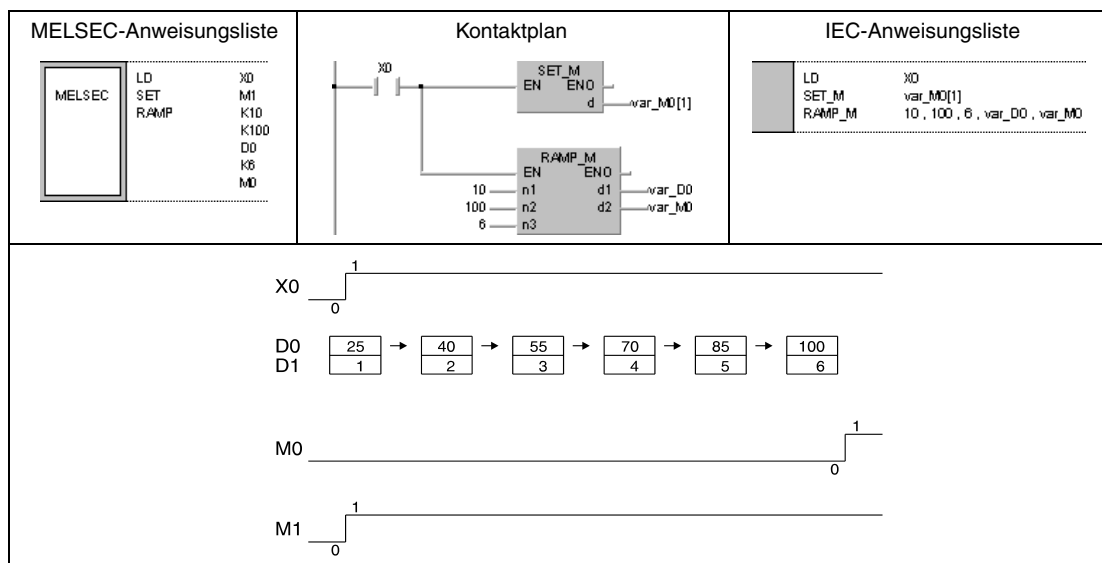 MELSEC-Anweisungsliste
MELSEC
LD X0
SET M1
RAMP K10
K100
D0
K6
M0
Kontaktplan
X0
SET_M
EN ENO
d var_M0[1]
RAMP_M
EN ENO
10 n1 d1 var_D0
100 n2 d2 var_M0
6 n3
IEC-Anweisungsliste
LD X0
SET_M var_M0[1]
RAMP_M 10 , 100 , 6 , var_D0 , var_M0
X0 0 1
D0 25 40 55 70 85 100
D1 1 2 3 4 5 6
M0 0 1
M1 0 1